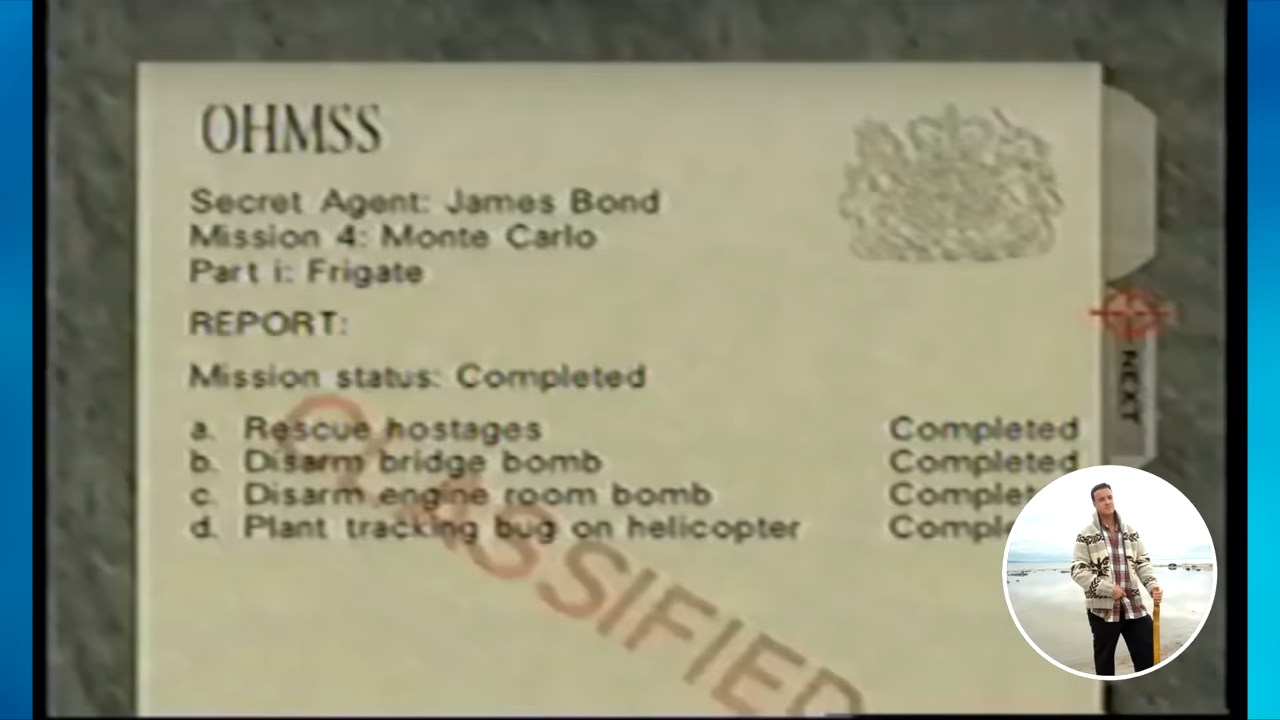 OHMSS
Secret Agent: James Bond
Mission 4: Monte Carlo
Part i: Frigate
REPORT:
Mission status: Completed
a. Rescue hostages Completed
b. Disarm bridge bomb Completed
c. Disarm engine room bomb
d. Plant tracking bug on helicopter
CLASSIFIED
NEXT